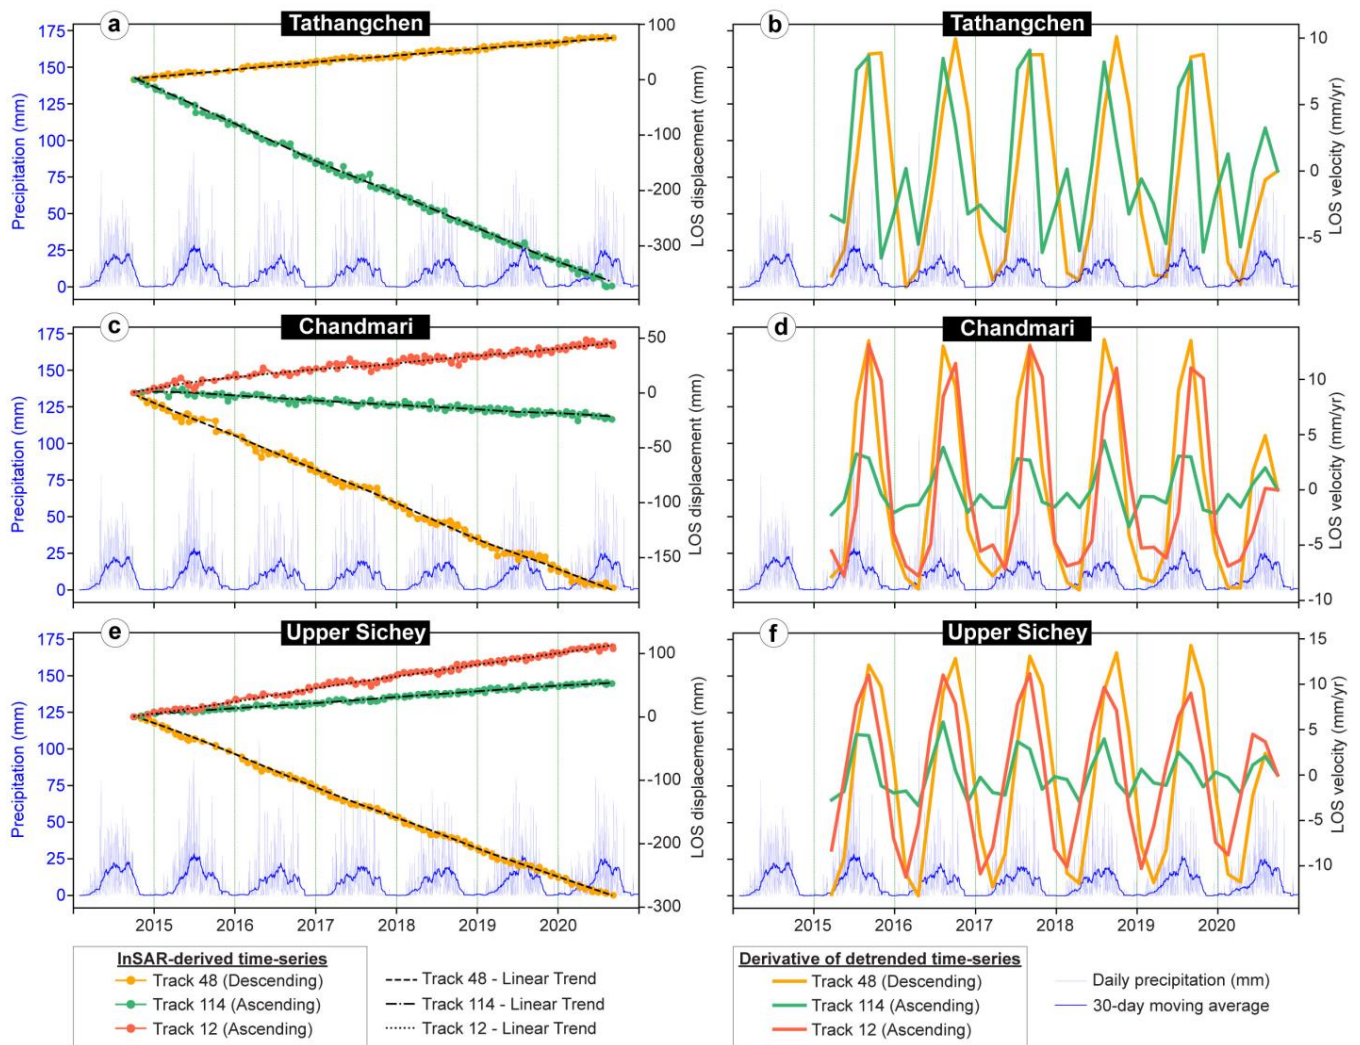 a
Tathangchen
175
150
125
100
75
50
25
0
Precipitation (mm)
100
0
-100
-200
-300
LOS displacement (mm)
b
Tathangchen
10
5
0
-5
LOS velocity (mm/yr)
c
Chandmari
175
150
125
100
75
50
25
0
Precipitation (mm)
50
0
-50
-100
-150
LOS displacement (mm)
d
Chandmari
10
5
0
-5
-10
LOS velocity (mm/yr)
e
Upper Sichey
175
150
125
100
75
50
25
0
Precipitation (mm)
100
0
-100
-200
-300
LOS displacement (mm)
2015 2016 2017 2018 2019 2020
f
Upper Sichey
15
10
5
0
-5
-10
LOS velocity (mm/yr)
2015 2016 2017 2018 2019 2020
InSAR-derived time-series
Track 48 (Descending)
Track 114 (Ascending)
Track 12 (Ascending)
Track 48 - Linear Trend
Track 114 - Linear Trend
Track 12 - Linear Trend
Derivative of detrended time-series
Track 48 (Descending)
Track 114 (Ascending)
Track 12 (Ascending)
Daily precipitation (mm)
30-day moving average